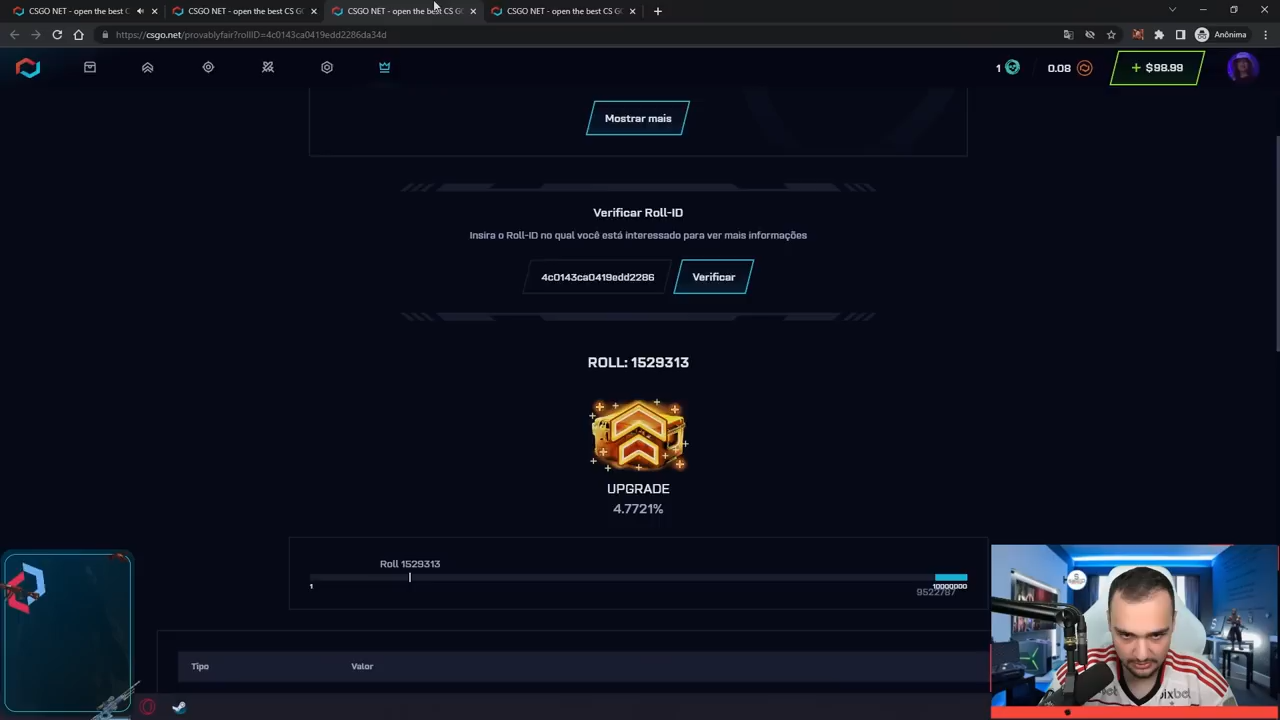 CSGO NET - open the best C
CSGO NET - open the best CS G
CSGO NET - open the best CS G
CSGO NET - open the best CS G
https://csgo.net/provablyfair?rollID=4c0143ca0419edd2286da34d
Anônima
1
0.08
+ $98.99
Mostrar mais
Verificar Roll-ID
Insira o Roll-ID no qual você está interessado para ver mais informações
4c0143ca0419edd2286
Verificar
ROLL: 1529313
UPGRADE
4.7721%
Roll 1529313
1
10000000
9522787
Tipo
Valor
pixbet